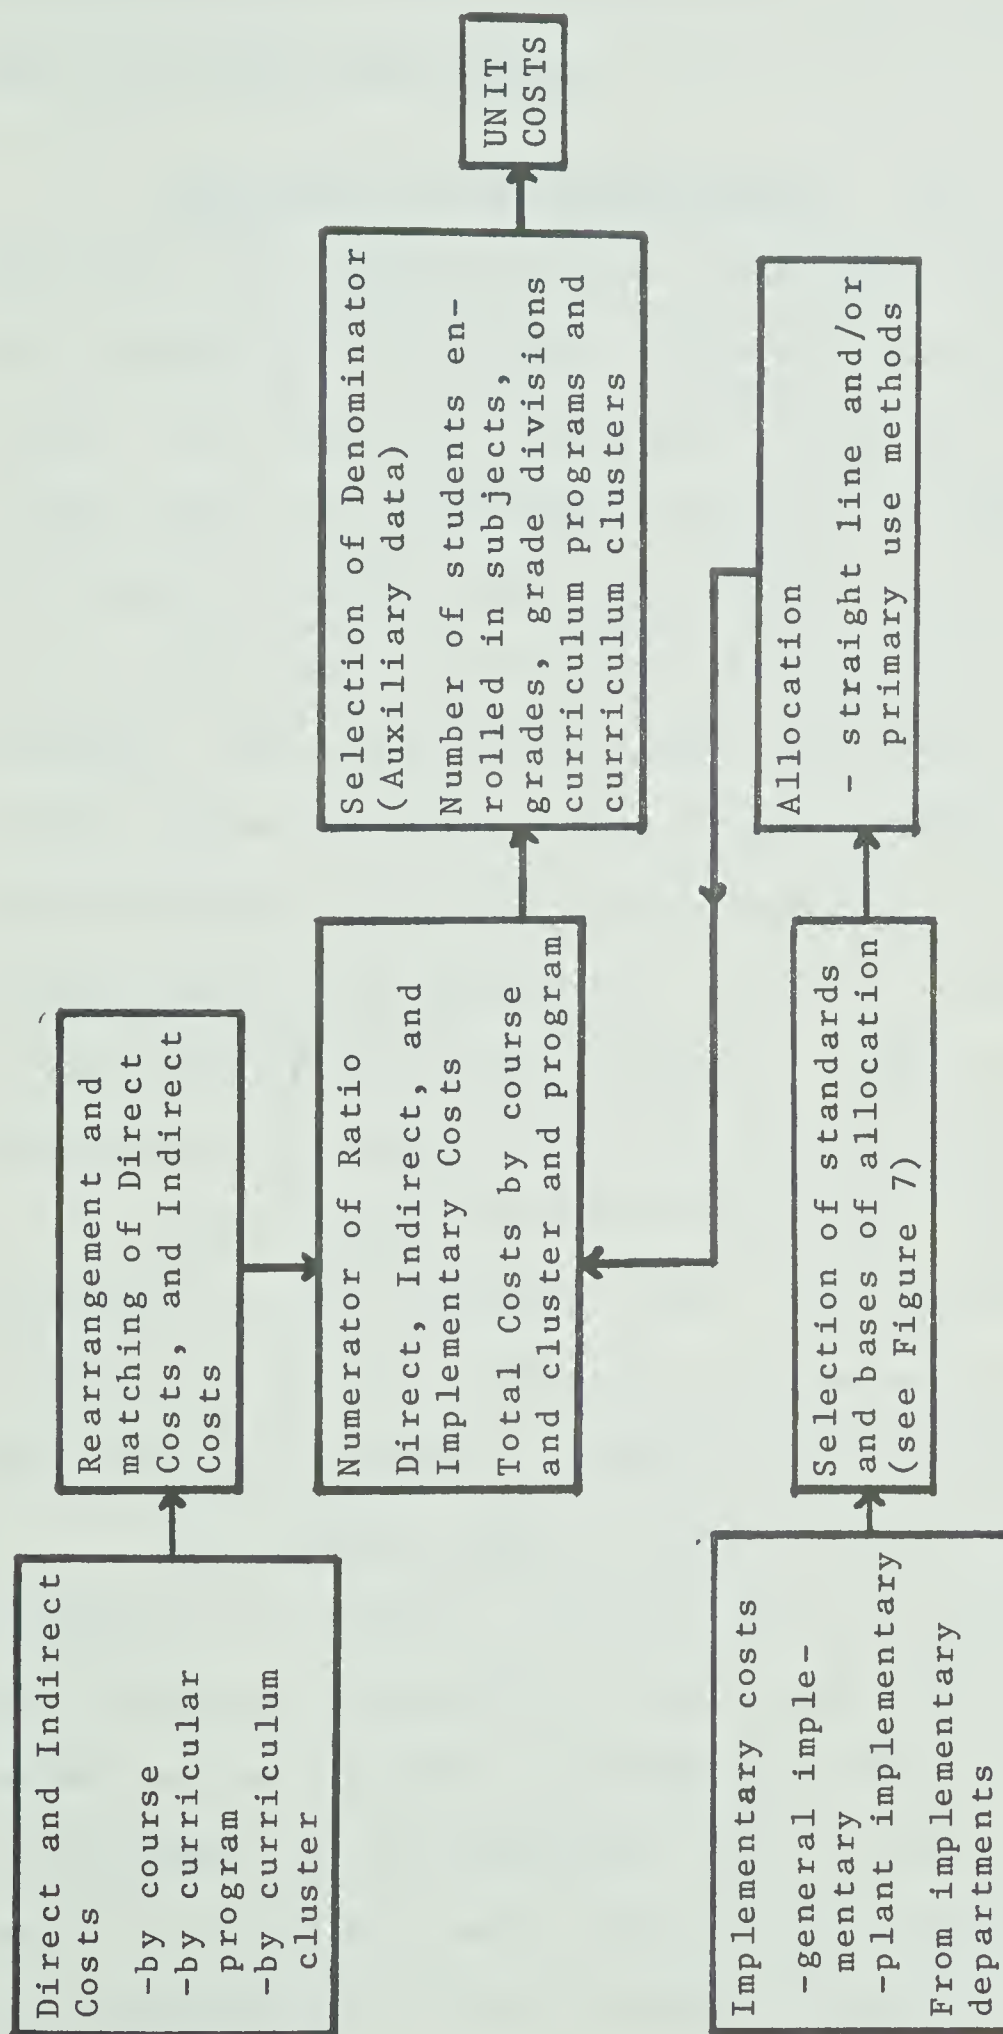 Direct and Indirect
Costs
-by course
-by curricular
program
-by curriculum
cluster
Rearrangement and
matching of Direct
Costs, and Indirect
Costs
Numerator of Ratio
Direct, Indirect, and
Implementary Costs
Total Costs by course
and cluster and program
Selection of Denominator
(Auxiliary data)
Number of students en-
rolled in subjects,
grades, grade divisions
curriculum programs and
curriculum clusters
UNIT
COSTS
Implementary costs
-general imple-
mentary
-plant implementary
From implementary
departments
Selection of standards
and bases of allocation
(see Figure 7)
Allocation
- straight line and/or
primary use methods